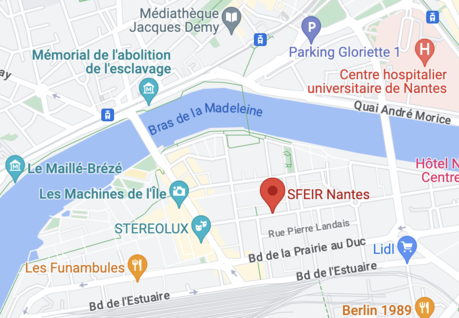 Médiathèque
Jacques Démy
Parking Gloriette 1
Mémorial de l'abolition
de l'esclavage
H
Centre hospitalier
universitaire de Nantes
ay
Bras de la Madeleine
Quai André Morice
Le Maillé-Brézé
Hôtel N
Centre
Les Machines de l'Île
SFEIR Nantes
STEREOLUX
Rue Pierre Landais
Bd de la Prairie au Duc
Lidl
Les Funambules
Bd de l'Estuaire
Bd de l'Estuaire
Berlin 1989
P